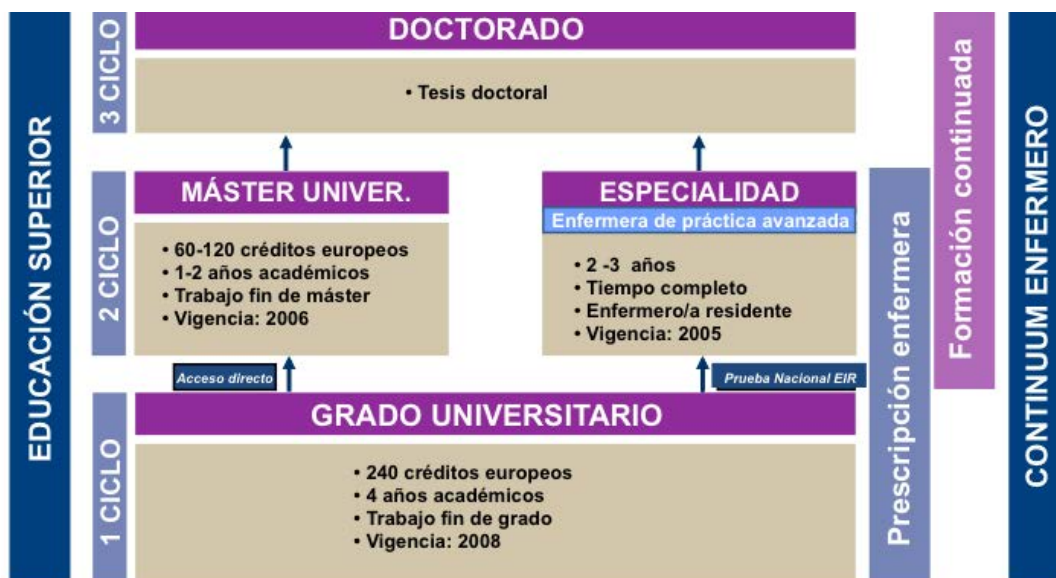 EDUCACIÓN SUPERIOR
3 CICLO
DOCTORADO
• Tesis doctoral
2 CICLO
MÁSTER UNIVER.
• 60-120 créditos europeos
• 1-2 años académicos
• Trabajo fin de máster
• Vigencia: 2006
ESPECIALIDAD
Enfermera de práctica avanzada
• 2 -3 años
• Tiempo completo
• Enfermero/a residente
• Vigencia: 2005
Acceso directo
Prueba Nacional EIR
1 CICLO
GRADO UNIVERSITARIO
• 240 créditos europeos
• 4 años académicos
• Trabajo fin de grado
• Vigencia: 2008
Prescripción enfermera
Formación continuada
CONTINUUM ENFERMERO